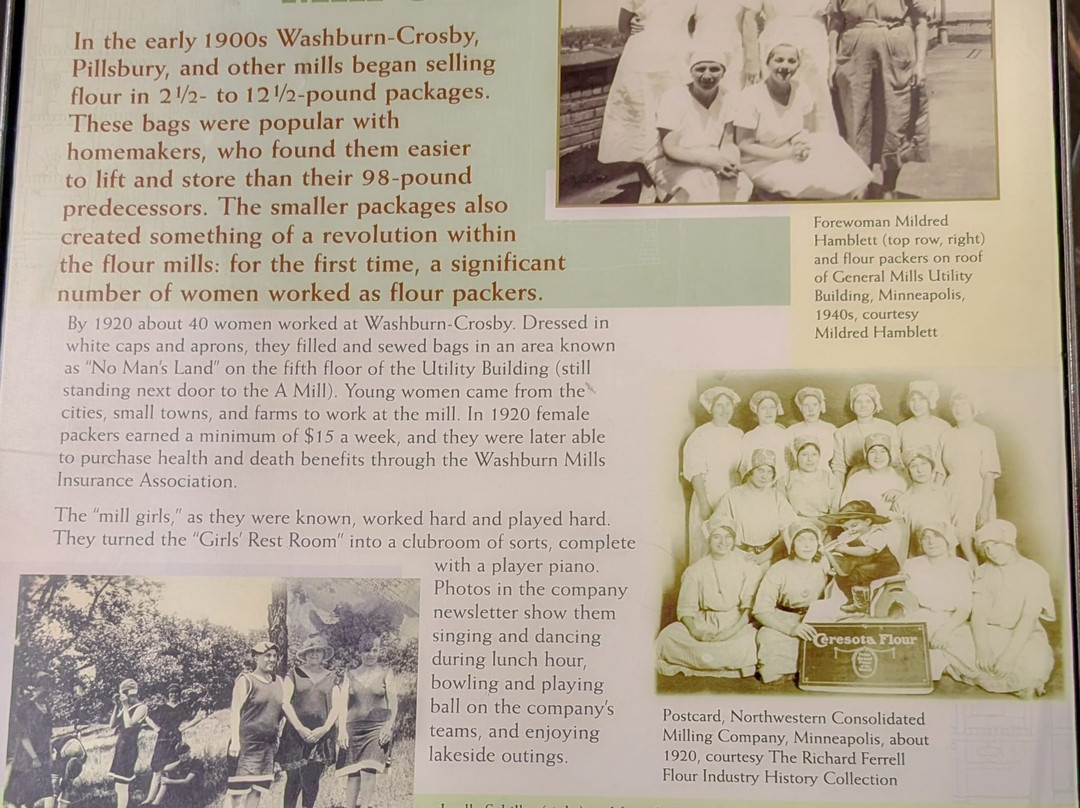 In the early 1900s Washburn-Crosby,
Pillsbury, and other mills began selling
flour in 2 1/2- to 12 1/2-pound packages.
These bags were popular with
homemakers, who found them easier
to lift and store than their 98-pound
predecessors. The smaller packages also
created something of a revolution within
the flour mills: for the first time, a significant
number of women worked as flour packers.
Forewoman Mildred
Hamblett (top row, right)
and flour packers on roof
of General Mills Utility
Building, Minneapolis,
1940s, courtesy
Mildred Hamblett
By 1920 about 40 women worked at Washburn-Crosby. Dressed in
white caps and aprons, they filled and sewed bags in an area known
as "No Man's Land" on the fifth floor of the Utility Building (still
standing next door to the A Mill). Young women came from the
cities, small towns, and farms to work at the mill. In 1920 female
packers earned a minimum of $15 a week, and they were later able
to purchase health and death benefits through the Washburn Mills
Insurance Association.
The "mill girls," as they were known, worked hard and played hard.
They turned the "Girls' Rest Room" into a clubroom of sorts, complete
with a player piano.
Photos in the company
newsletter show them
singing and dancing
during lunch hour,
bowling and playing
ball on the company's
teams, and enjoying
lakeside outings.
Ceresota Flour
Postcard, Northwestern Consolidated
Milling Company, Minneapolis, about
1920, courtesy The Richard Ferrell
Flour Industry History Collection